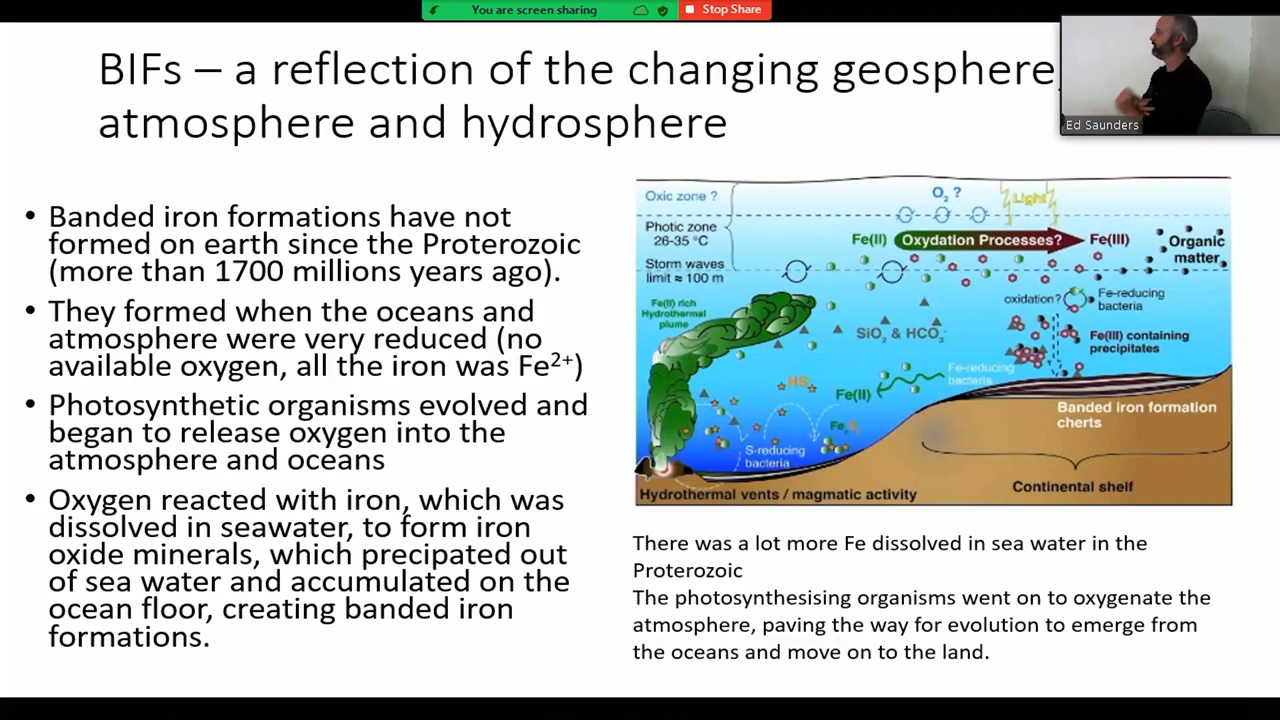 You are screen sharing
Stop Share
BIFs – a reflection of the changing geosphere,
atmosphere and hydrosphere
Ed Saunders
• Banded iron formations have not
formed on earth since the Proterozoic
(more than 1700 millions years ago).
• They formed when the oceans and
atmosphere were very reduced (no
available oxygen, all the iron was Fe²⁺)
• Photosynthetic organisms evolved and
began to release oxygen into the
atmosphere and oceans
• Oxygen reacted with iron, which was
dissolved in seawater, to form iron
oxide minerals, which precipated out
of sea water and accumulated on the
ocean floor, creating banded iron
formations.
Oxic zone ?
O₂ ?
Light
Photic zone
26-35 °C
Fe(II)
Oxydation Processes?
Fe(III)
Organic
matter
Storm waves
limit ≈ 100 m
Fe(II) rich
Hydrothermal
plume
oxidation?
Fe-reducing
bacteria
SiO₂ & HCO₃
Fe(III) containing
precipitates
HS
Fe(II)
Fe-reducing
bacteria
Banded Iron formation
cherts
S-reducing
bacteria
Hydrothermal vents / magmatic activity
Continental shelf
There was a lot more Fe dissolved in sea water in the
Proterozoic
The photosynthesising organisms went on to oxygenate the
atmosphere, paving the way for evolution to emerge from
the oceans and move on to the land.